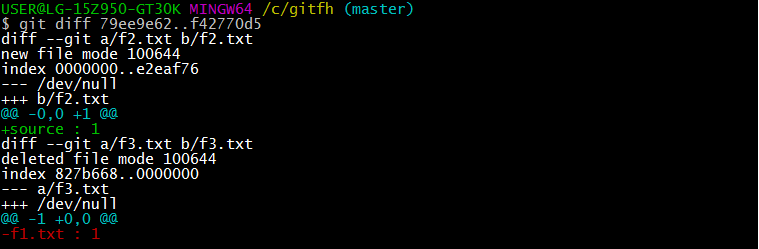 USER@LG-15Z950-GT30K MINGW64 /c/gitfh (master)
$ git diff 79ee9e62..f42770d5
diff --git a/f2.txt b/f2.txt
new file mode 100644
index 0000000..e2eaf76
--- /dev/null
+++ b/f2.txt
@@ -0,0 +1 @@
+source : 1
diff --git a/f3.txt b/f3.txt
deleted file mode 100644
index 827b668..0000000
--- a/f3.txt
+++ /dev/null
@@ -1 +0,0 @@
-f1.txt : 1